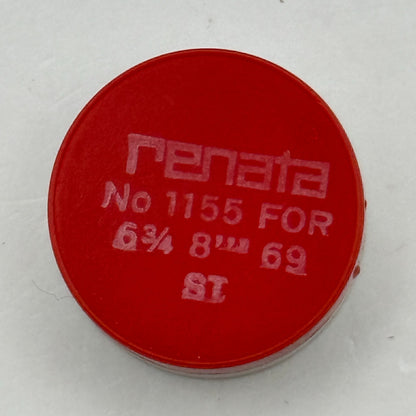 renata
No 1155 FOR
6¾ 8'''' 69
ST